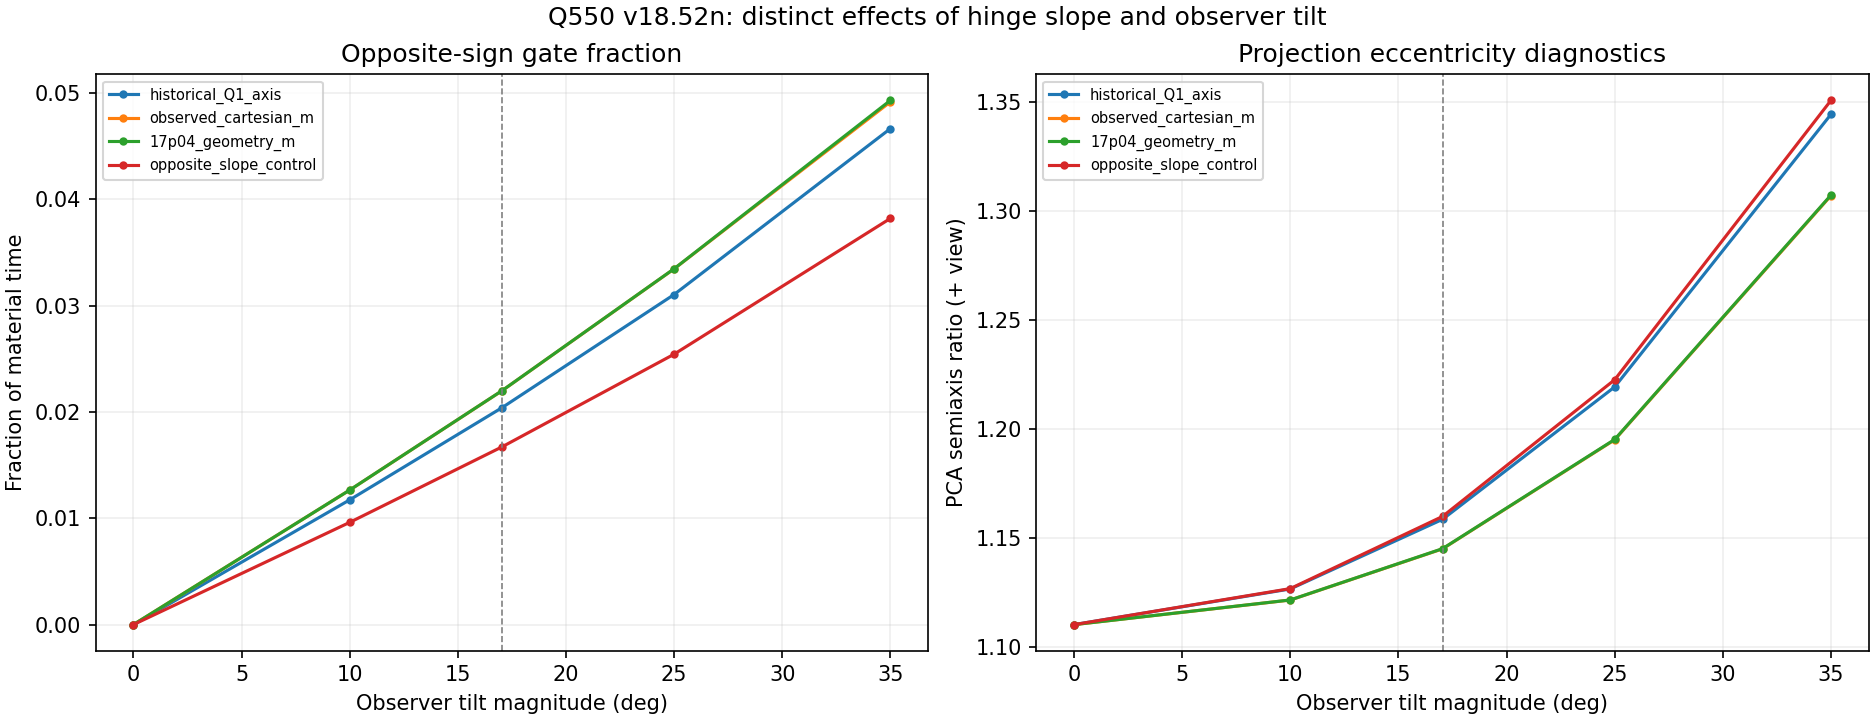 Q550 v18.52n: distinct effects of hinge slope and observer tilt
Opposite-sign gate fraction
historical_Q1_axis
observed_cartesian_m
17p04_geometry_m
opposite_slope_control
Fraction of material time
0.05
0.04
0.03
0.02
0.01
0.00
0 5 10 15 20 25 30 35
Observer tilt magnitude (deg)
Projection eccentricity diagnostics
historical_Q1_axis
observed_cartesian_m
17p04_geometry_m
opposite_slope_control
PCA semiaxis ratio (+ view)
1.35
1.30
1.25
1.20
1.15
1.10
0 5 10 15 20 25 30 35
Observer tilt magnitude (deg)